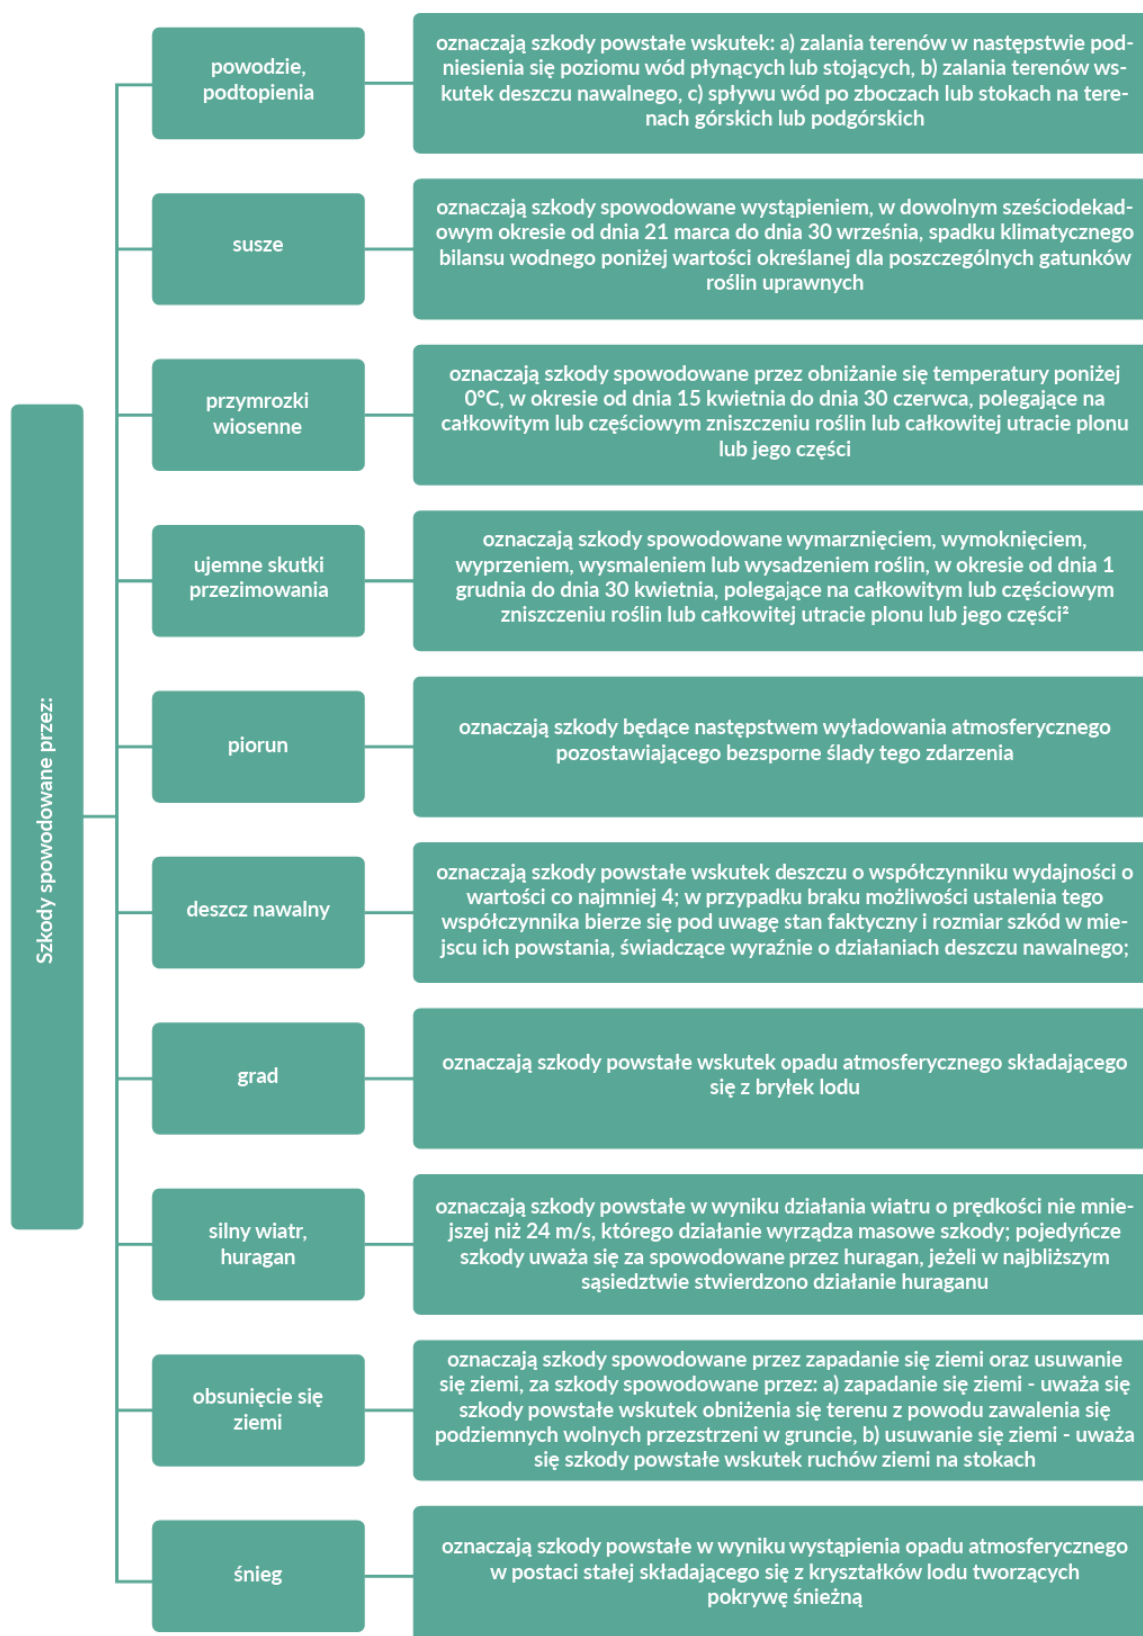 Szkody spowodowane przez:
powodzie,
podtopienia
oznaczają szkody powstałe wskutek: a) zalania terenów w następstwie pod-
niesienia się poziomu wód płynących lub stojących, b) zalania terenów ws-
kutek deszczu nawalnego, c) spływu wód po zboczach lub stokach na tere-
nach górskich lub podgórskich
susze
oznaczają szkody spowodowane wystąpieniem, w dowolnym sześciodekad-
owym okresie od dnia 21 marca do dnia 30 września, spadku klimatycznego
bilansu wodnego poniżej wartości określanej dla poszczególnych gatunków
roślin uprawnych
przymrozki
wiosenne
oznaczają szkody spowodowane przez obniżanie się temperatury poniżej
0°C, w okresie od dnia 15 kwietnia do dnia 30 czerwca, polegające na
całkowitym lub częściowym zniszczeniu roślin lub całkowitej utracie plonu
lub jego części
ujemne skutki
przezimowania
oznaczają szkody spowodowane wymarznięciem, wymoknięciem,
wyprzeniem, wysmaleniem lub wysadzeniem roślin, w okresie od dnia 1
grudnia do dnia 30 kwietnia, polegające na całkowitym lub częściowym
zniszczeniu roślin lub całkowitej utracie plonu lub jego części²
piorun
oznaczają szkody będące następstwem wyładowania atmosferycznego
pozostawiającego bezsporne ślady tego zdarzenia
deszcz nawalny
oznaczają szkody powstałe wskutek deszczu o współczynniku wydajności o
wartości co najmniej 4; w przypadku braku możliwości ustalenia tego
współczynnika bierze się pod uwagę stan faktyczny i rozmiar szkód w mie-
jscu ich powstania, świadczące wyraźnie o działaniach deszczu nawalnego;
grad
oznaczają szkody powstałe wskutek opadu atmosferycznego składającego
się z bryłek lodu
silny wiatr,
huragan
oznaczają szkody powstałe w wyniku działania wiatru o prędkości nie mnie-
jszej niż 24 m/s, którego działanie wyrządza masowe szkody; pojedyńcze
szkody uważa się za spowodowane przez huragan, jeżeli w najbliższym
sąsiedztwie stwierdzono działanie huraganu
obsunięcie się
ziemi
oznaczają szkody spowodowane przez zapadanie się ziemi oraz usuwanie
się ziemi, za szkody spowodowane przez: a) zapadanie się ziemi - uważa się
szkody powstałe wskutek obniżenia się terenu z powodu zawalenia się
podziemnych wolnych przezstrzeni w gruncie, b) usuwanie się ziemi - uważa
się szkody powstałe wskutek ruchów ziemi na stokach
śnieg
oznaczają szkody powstałe w wyniku wystąpienia opadu atmosferycznego
w postaci stałej składającego się z kryształków lodu tworzących
pokrywę śnieżną